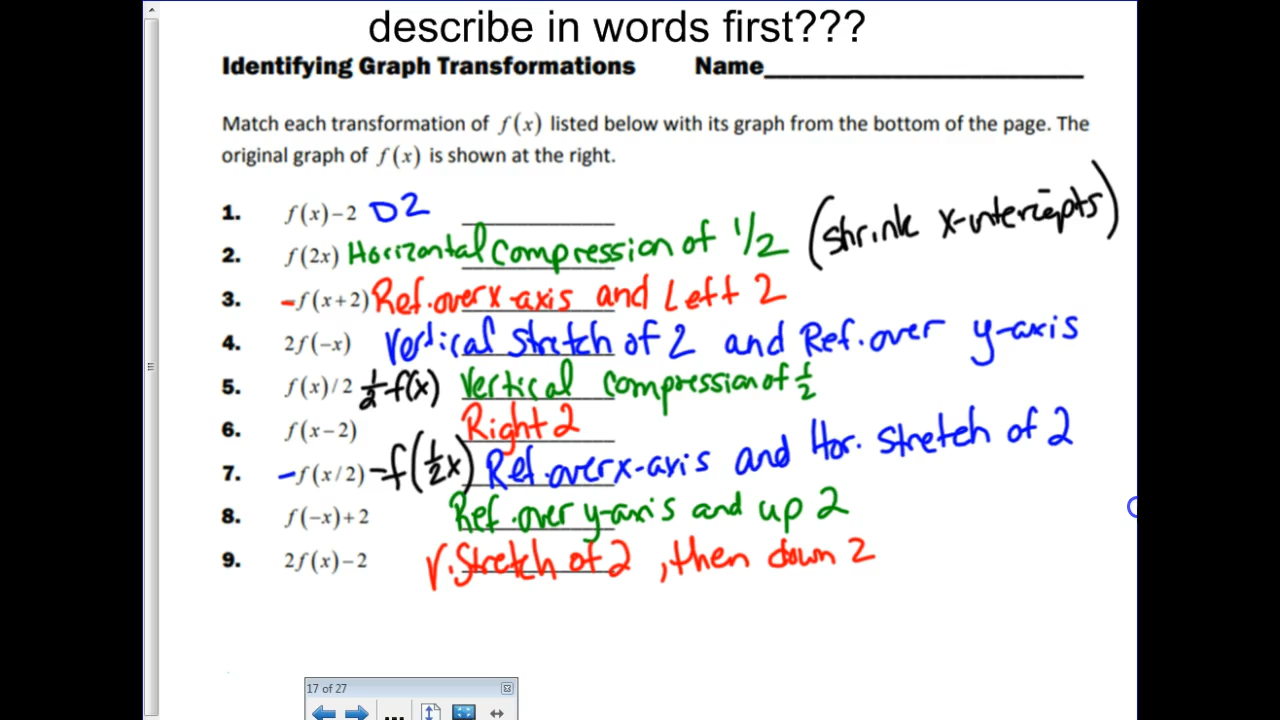 describe in words first???
Identifying Graph Transformations Name____________________
Match each transformation of f(x) listed below with its graph from the bottom of the page. The
original graph of f(x) is shown at the right.
1. f(x)−2 D2
2. f(2x) Horizontal Compression of 1/2 (shrink x-intercepts)
3. −f(x+2) Ref. over x-axis and Left 2
4. 2f(−x) Vertical Stretch of 2 and Ref. over y-axis
5. f(x)/2 1/2 f(x) Vertical Compression of 1/2
6. f(x−2) Right 2
7. −f(x/2) −f(1/2x) Ref. over x-axis and Hor. Stretch of 2
8. f(−x)+2 Ref. over y-axis and up 2
9. 2f(x)−2 V. Stretch of 2, then down 2
17 of 27